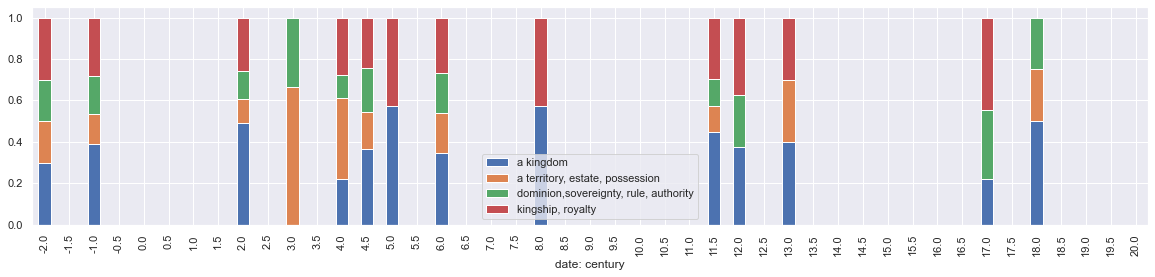 1.0
0.8
0.6
0.4
0.2
0.0
a kingdom
a territory, estate, possession
dominion,sovereignty, rule, authority
kingship, royalty
-2.0 -1.5 -1.0 -0.5 0.0 0.5 1.0 1.5 2.0 2.5 3.0 3.5 4.0 4.5 5.0 5.5 6.0 6.5 7.0 7.5 8.0 8.5 9.0 9.5 10.0 10.5 11.0 11.5 12.0 12.5 13.0 13.5 14.0 14.5 15.0 15.5 16.0 16.5 17.0 17.5 18.0 18.5 19.0 19.5 20.0
date: century